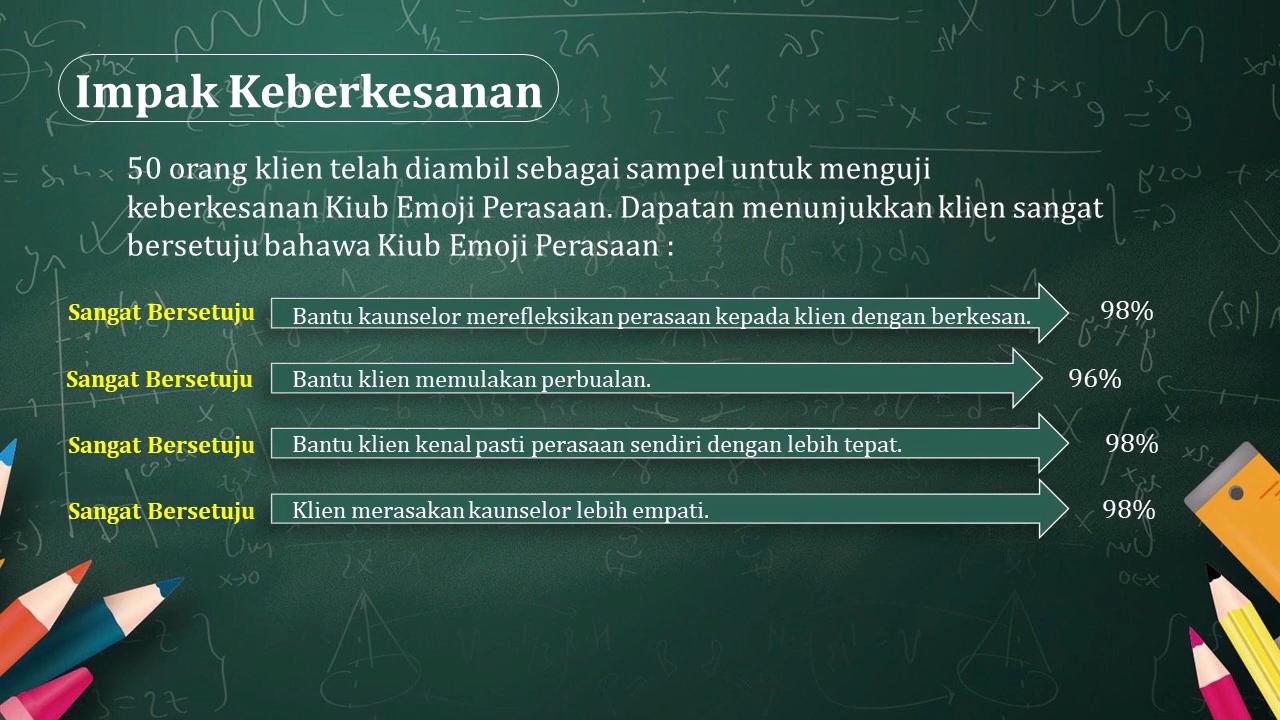 Impak Keberkesanan
50 orang klien telah diambil sebagai sampel untuk menguji
keberkesanan Kiub Emoji Perasaan. Dapatan menunjukkan klien sangat
bersetuju bahawa Kiub Emoji Perasaan :
Sangat Bersetuju Bantu kaunselor merefleksikan perasaan kepada klien dengan berkesan. 98%
Sangat Bersetuju Bantu klien memulakan perbualan. 96%
Sangat Bersetuju Bantu klien kenal pasti perasaan sendiri dengan lebih tepat. 98%
Sangat Bersetuju Klien merasakan kaunselor lebih empati. 98%